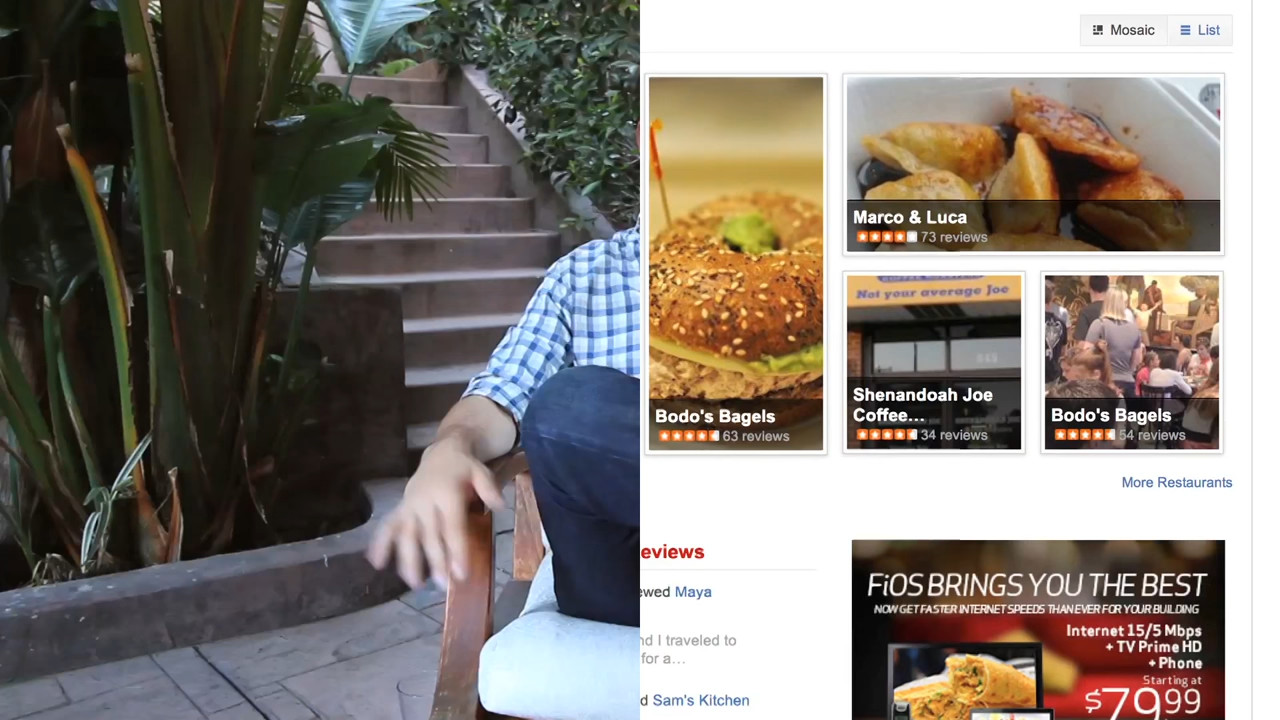 Mosaic
List
Marco & Luca
73 reviews
Not your average Joe
Bodo's Bagels
63 reviews
Shenandoah Joe
Coffee...
34 reviews
Bodo's Bagels
54 reviews
More Restaurants
eviews
ewed Maya
nd I traveled to
for a...
d Sam's Kitchen
FiOS BRINGS YOU THE BEST
NOW GET FASTER INTERNET SPEEDS THAN EVER FOR YOUR BUILDING
Internet 15/5 Mbps
+ TV Prime HD
+ Phone
Starting at
$79.99